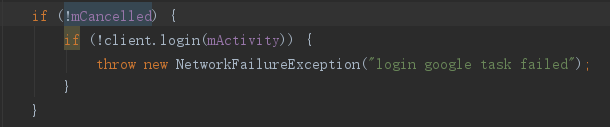 if (!mCancelled) {
if (!client.login(mActivity)) {
throw new NetworkFailureException("login google task failed");
}
}